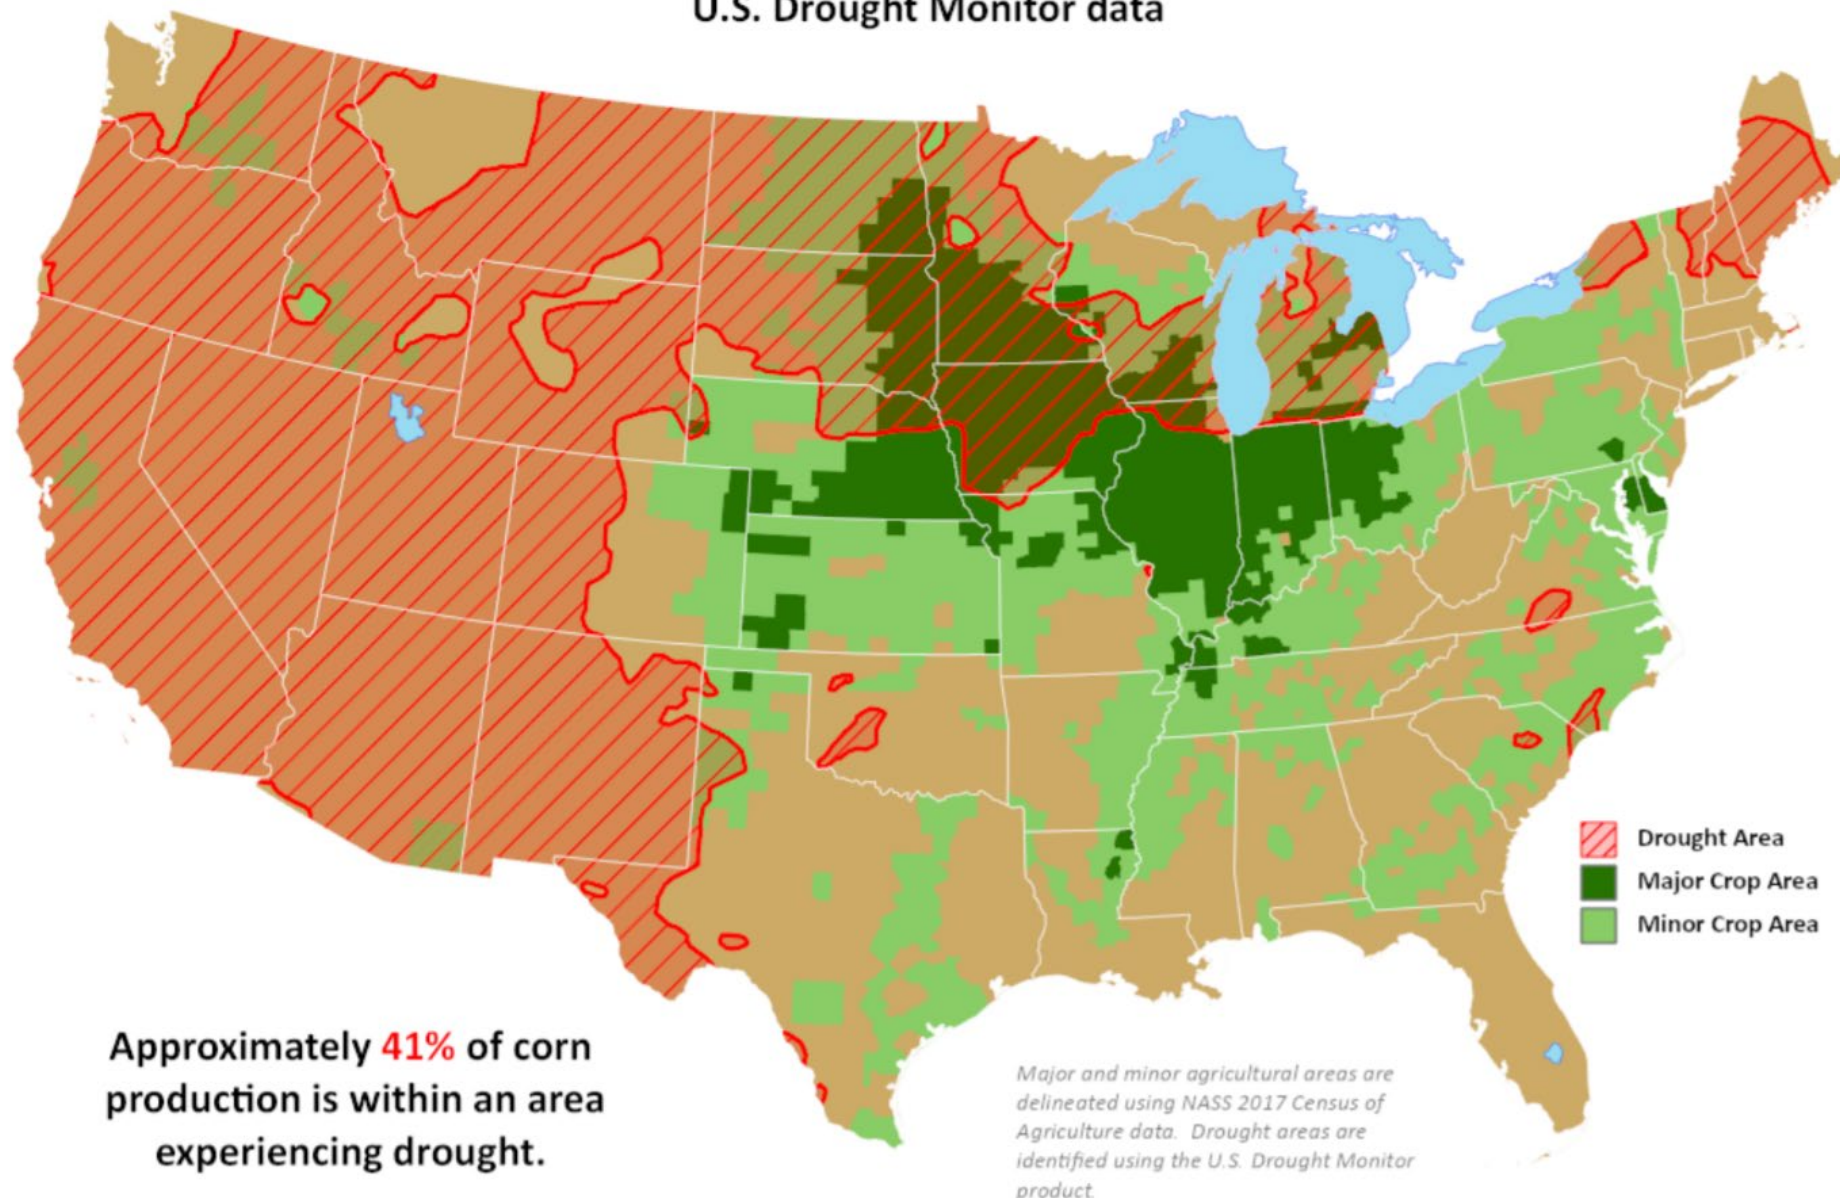 U.S. Drought Monitor data
Drought Area
Major Crop Area
Minor Crop Area
Approximately 41% of corn
production is within an area
experiencing drought.
Major and minor agricultural areas are
delineated using NASS 2017 Census of
Agriculture data. Drought areas are
identified using the U.S. Drought Monitor
product.